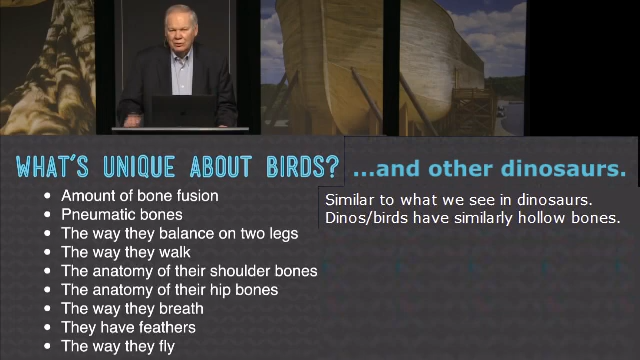 WHAT'S UNIQUE ABOUT BIRDS? ...and other dinosaurs.
• Amount of bone fusion
Similar to what we see in dinosaurs.
• Pneumatic bones
Dinos/birds have similarly hollow bones.
• The way they balance on two legs
• The way they walk
• The anatomy of their shoulder bones
• The anatomy of their hip bones
• The way they breath
• They have feathers
• The way they fly